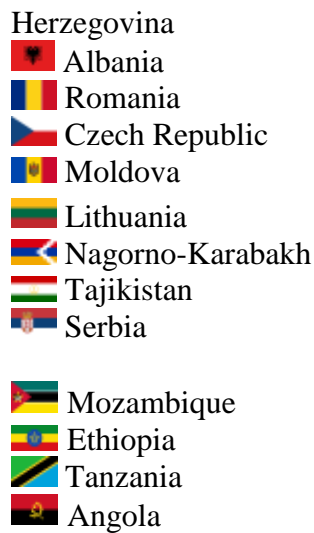 Herzegovina
Albania
Romania
Czech Republic
Moldova
Lithuania
Nagorno-Karabakh
Tajikistan
Serbia
Mozambique
Ethiopia
Tanzania
Angola